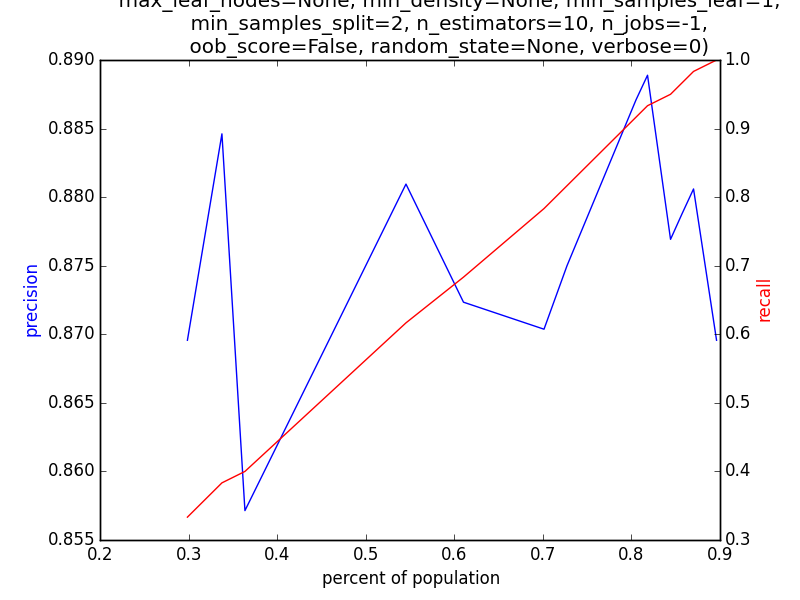 max_leaf_nodes=None, min_density=None, min_samples_leaf=1,
min_samples_split=2, n_estimators=10, n_jobs=-1,
oob_score=False, random_state=None, verbose=0)
0.890
0.885
0.880
0.875
0.870
0.865
0.860
0.855
precision
1.0
0.9
0.8
0.7
0.6
0.5
0.4
0.3
recall
0.2 0.3 0.4 0.5 0.6 0.7 0.8 0.9
percent of population